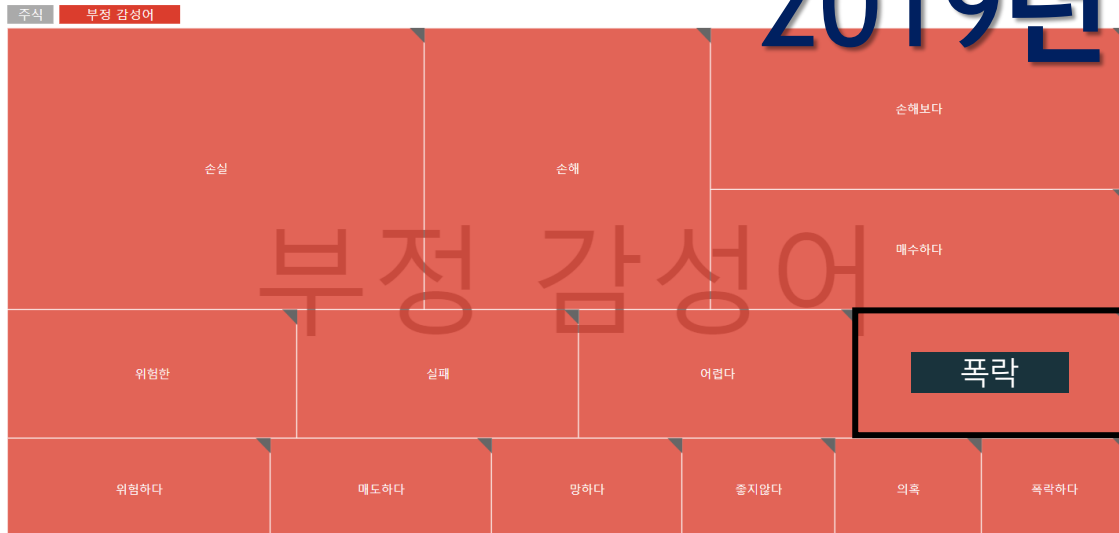 주식 부정 감성어
2019년
손실
손해
손해보다
매수하다
부정 감성어
위험한
실패
어렵다
폭락
위험하다
매도하다
망하다
좋지않다
의혹
폭락하다